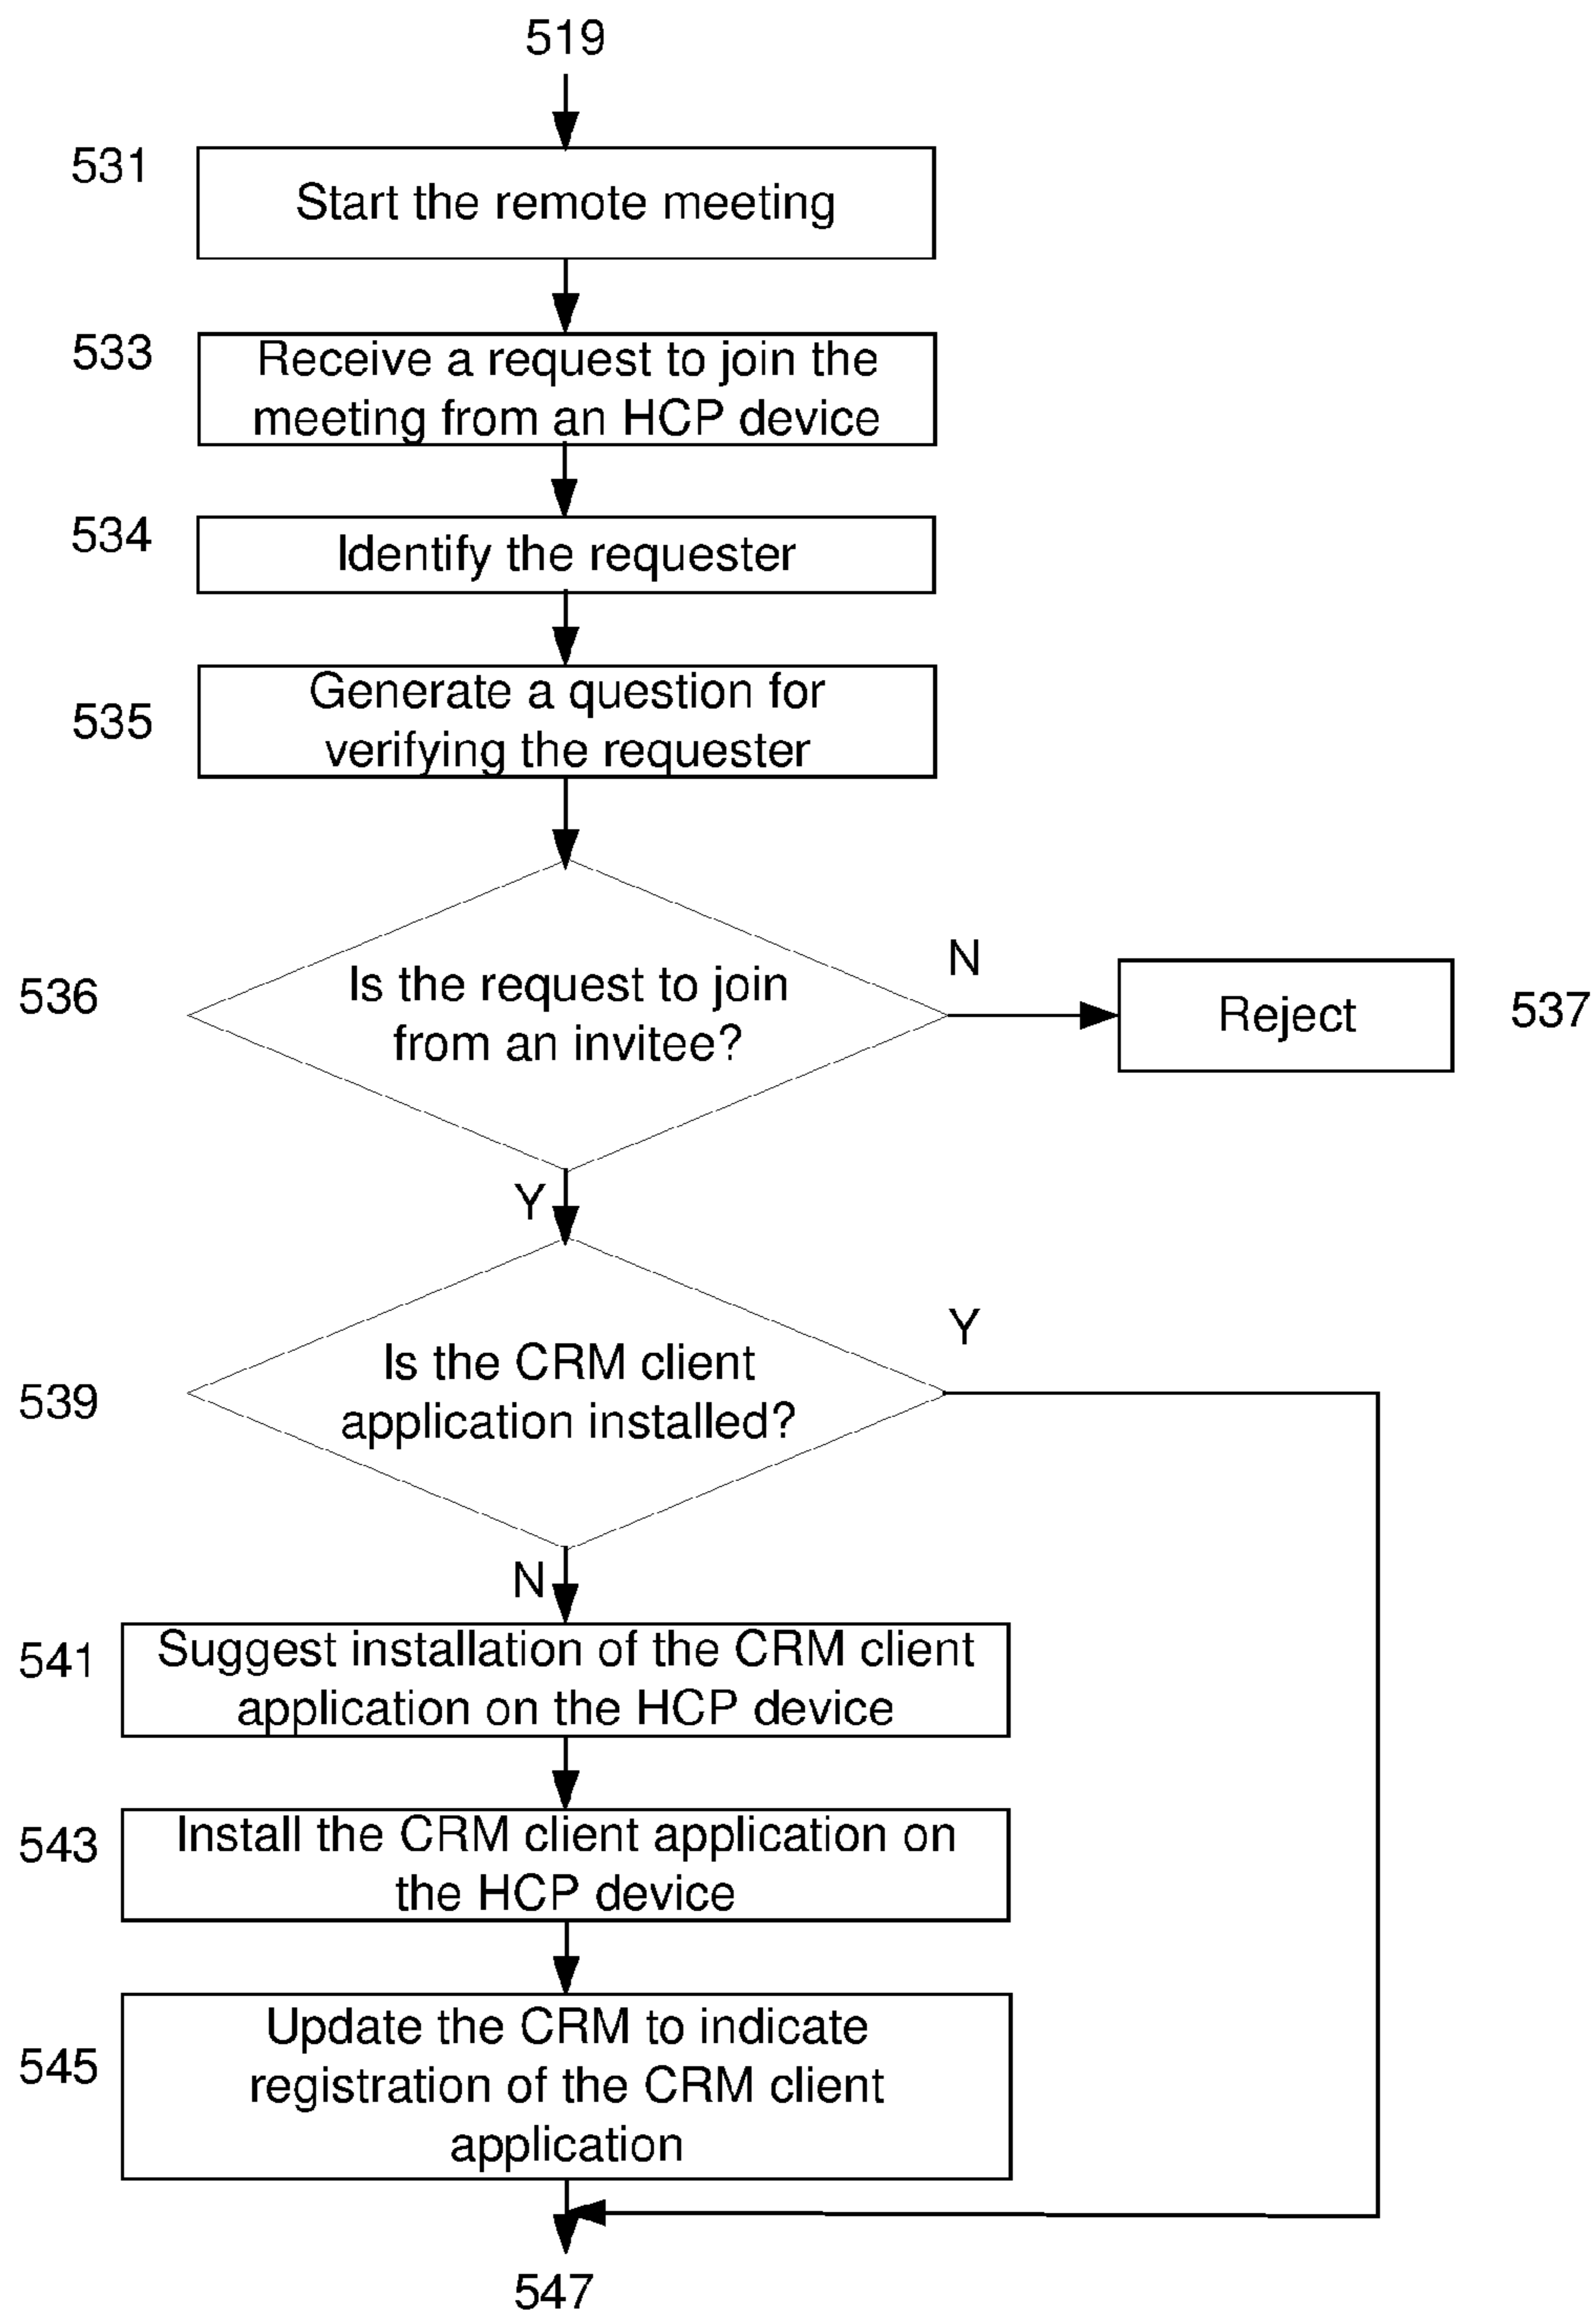 519
531
Start the remote meeting
533
Receive a request to join the
meeting from an HCP device
534
Identify the requester
535
Generate a question for
verifying the requester
536
Is the request to join
from an invitee?
N
Reject
537
Y
539
Is the CRM client
application installed?
Y
N
541
Suggest installation of the CRM client
application on the HCP device
543
Install the CRM client application on
the HCP device
545
Update the CRM to indicate
registration of the CRM client
application
547